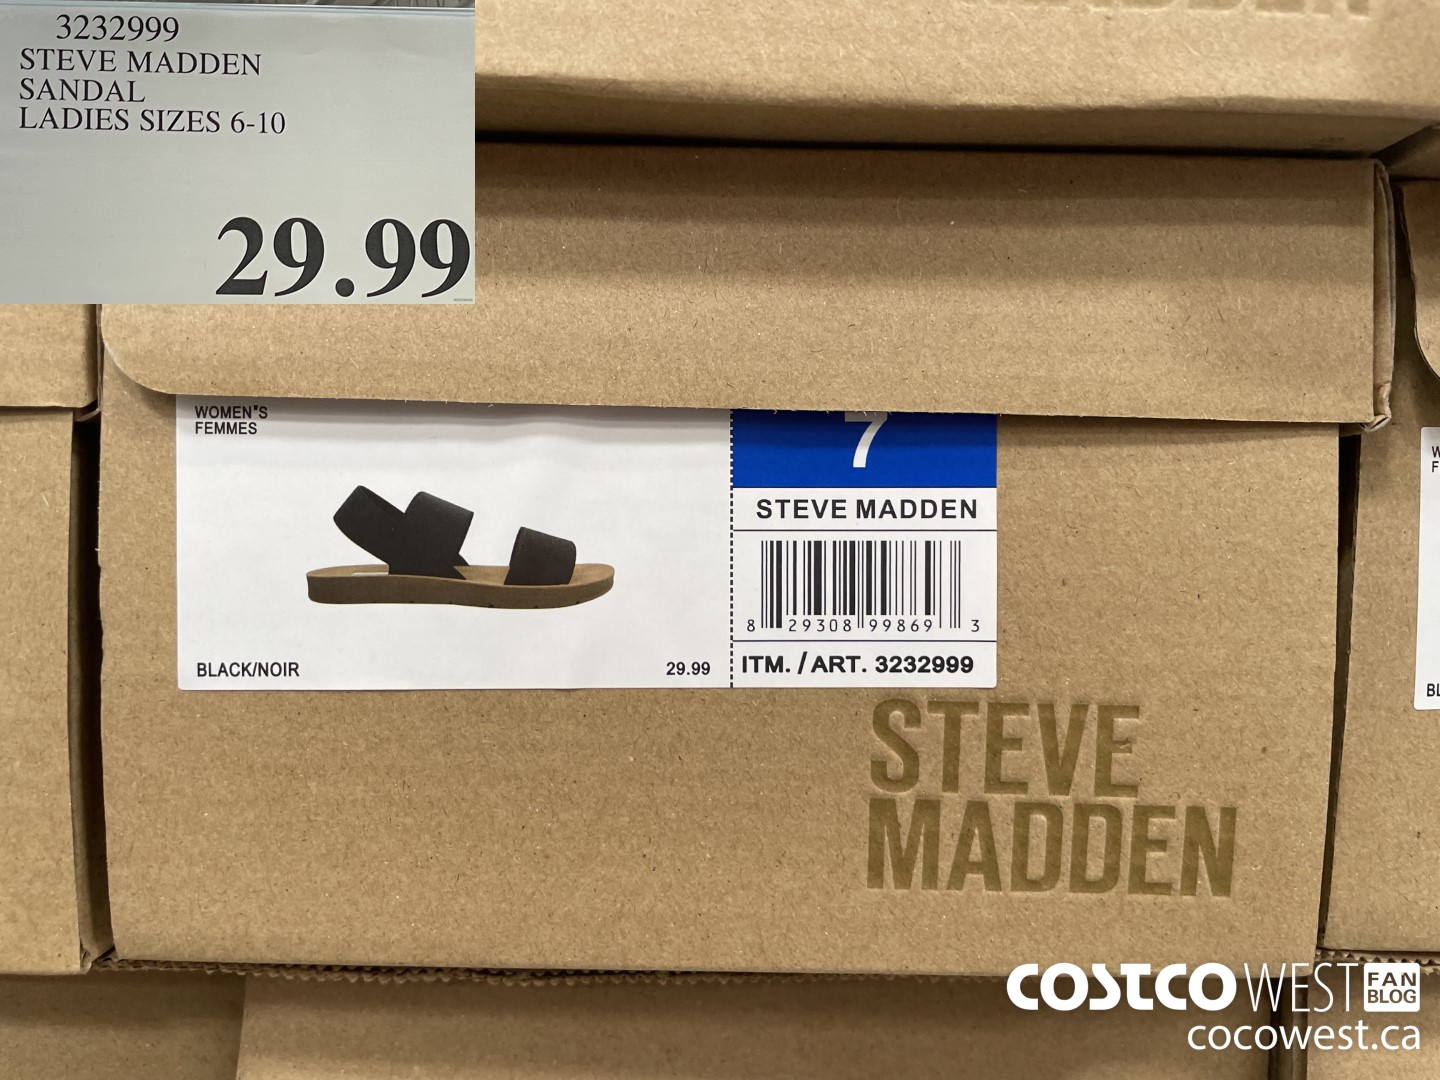 3232999
STEVE MADDEN
SANDAL
LADIES SIZES 6-10
29.99
WOMEN'S
FEMMES
7
STEVE MADDEN
8 29308 99869 3
BLACK/NOIR
29.99
ITM. / ART. 3232999
STEVE
MADDEN
COSTCO WEST FAN BLOG
cocowest.ca